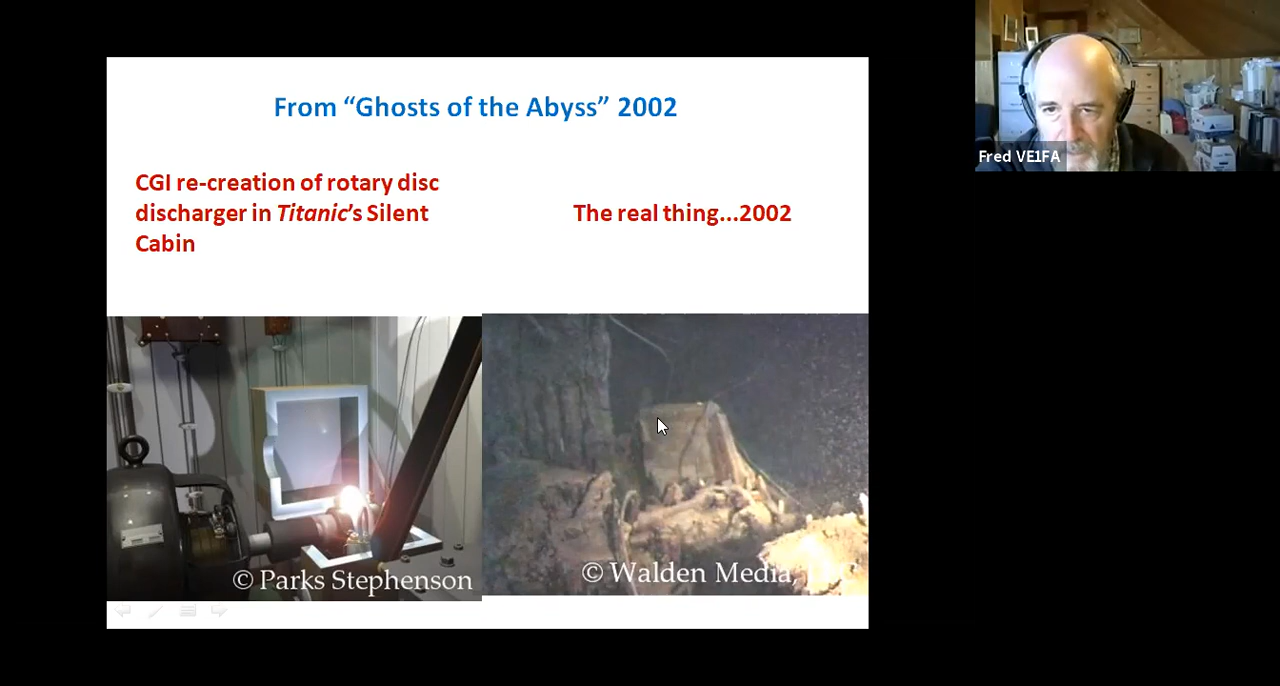 From “Ghosts of the Abyss” 2002
CGI re-creation of rotary disc
discharger in Titanic’s Silent
Cabin
The real thing...2002
© Parks Stephenson
© Walden Media,
Fred VE1FA